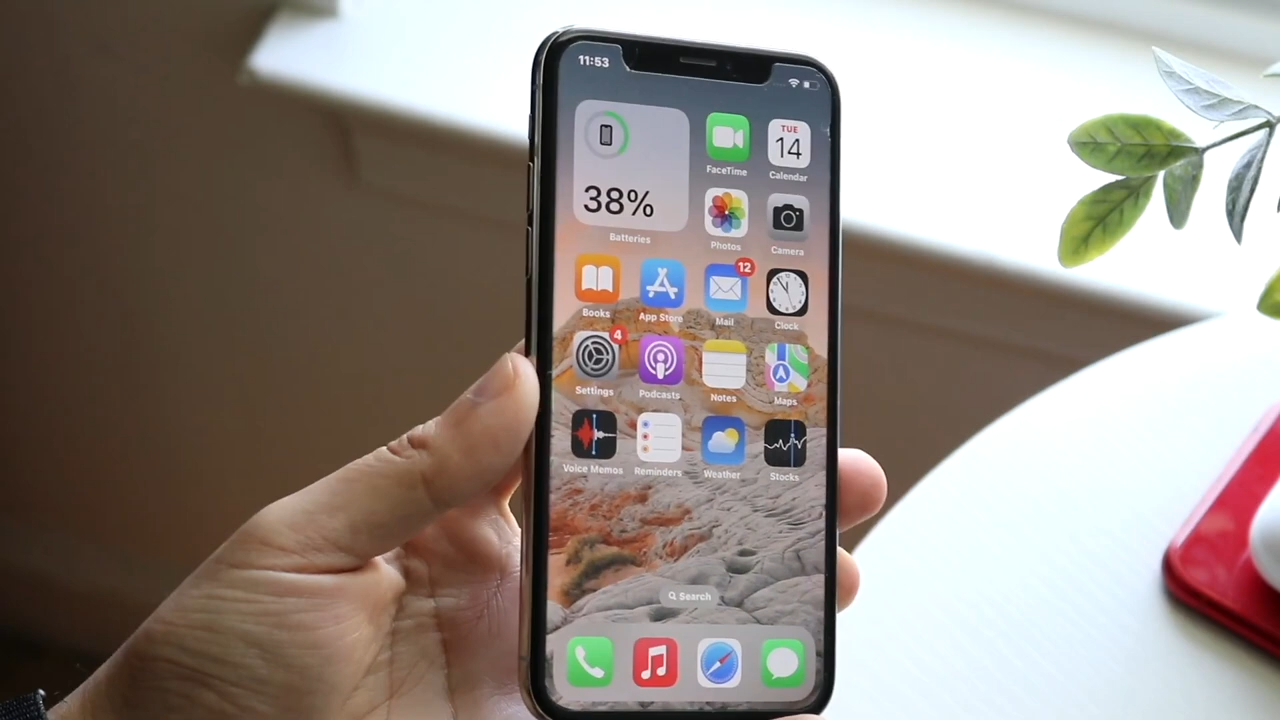 11:53
38%
Batteries
FaceTime
TUE
14
Calendar
Photos
Camera
Books
App Store
12
Mail
Clock
4
Settings
Podcasts
Notes
Maps
Voice Memos
Reminders
Weather
Stocks
Search